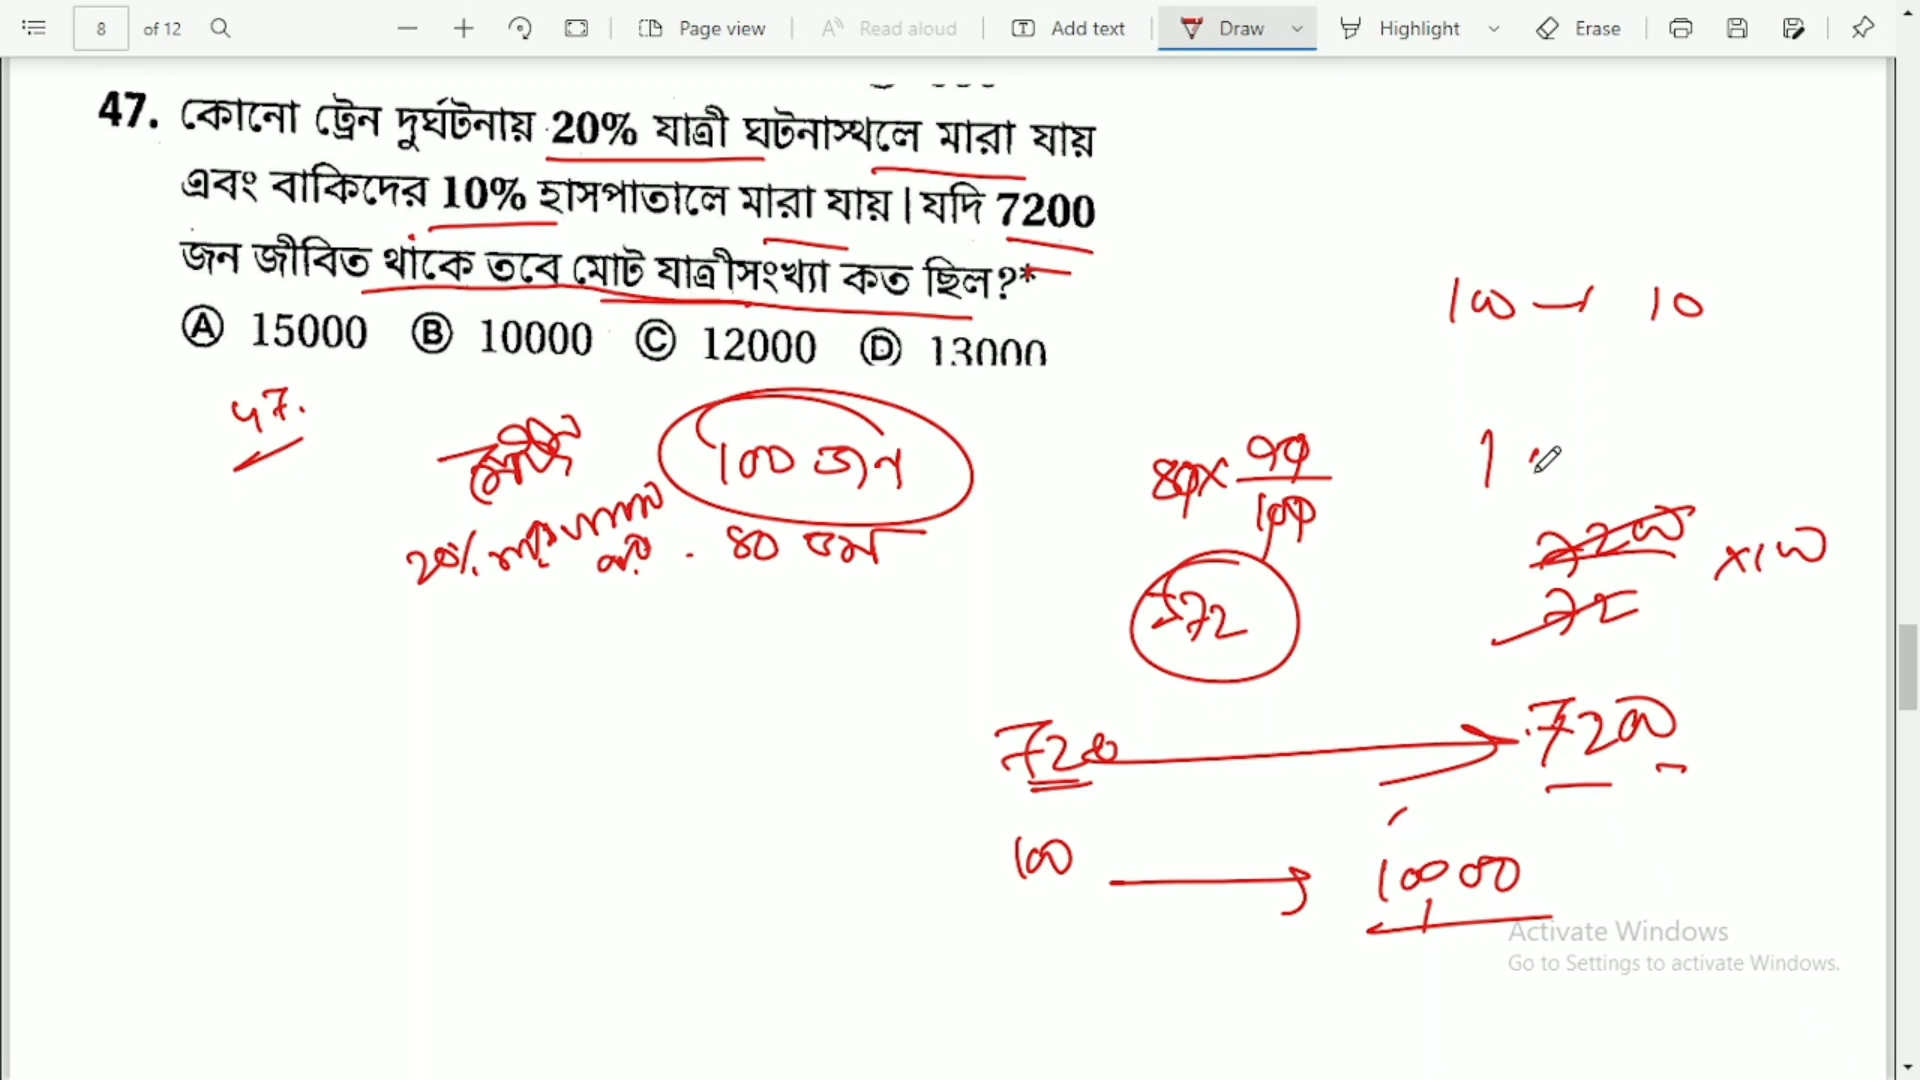 8 of 12 Page view Read aloud Add text Draw Highlight Erase
47. কোনো ট্রেন দুর্ঘটনায় 20% যাত্রী ঘটনাস্থলে মারা যায়
এবং বাকিদের 10% হাসপাতালে মারা যায়। যদি 7200
জন জীবিত থাকে তবে মোট যাত্রীসংখ্যা কত ছিল?*
Ⓐ 15000 Ⓑ 10000 Ⓒ 12000 Ⓓ 13000
100 → 10
47.
100 জন
80 জন
80 × 90
100
72
7200
×100
72
720 → 7200
100 → 10000
Activate Windows
Go to Settings to activate Windows.